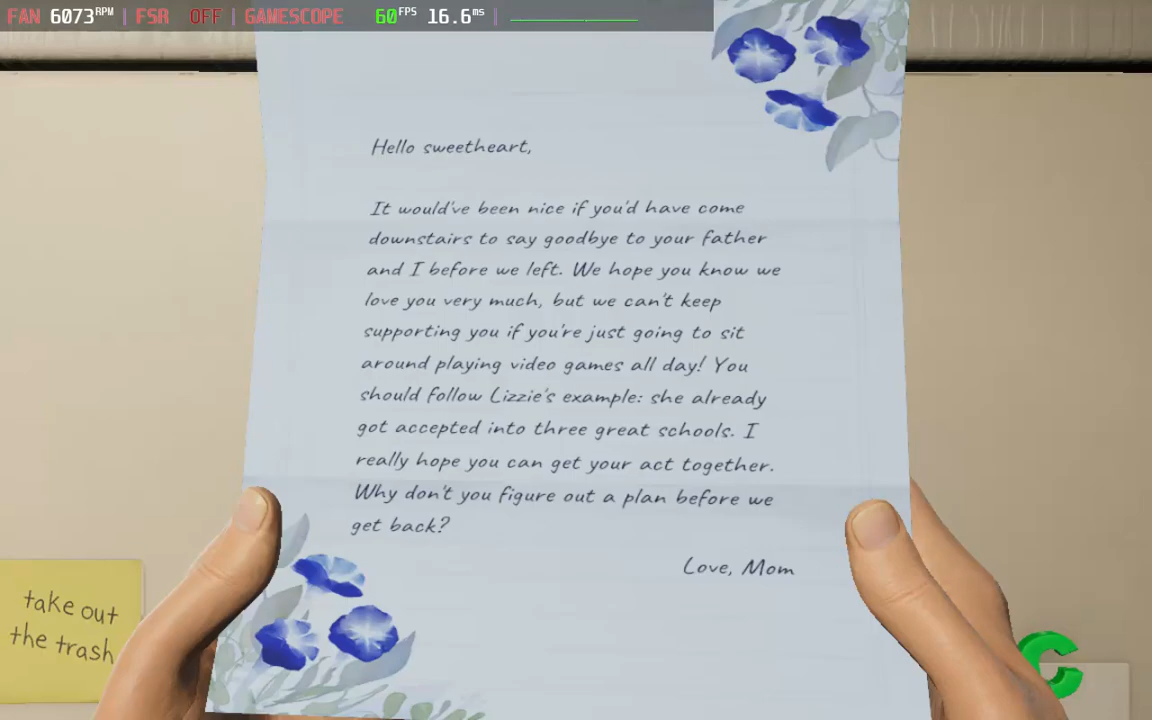 FAN 6073RPM | FSR OFF | GAMESCOPE 60FPS 16.6ms |
Hello sweetheart,
It would've been nice if you'd have come
downstairs to say goodbye to your father
and I before we left. We hope you know we
love you very much, but we can't keep
supporting you if you're just going to sit
around playing video games all day! You
should follow Lizzie's example: she already
got accepted into three great schools. I
really hope you can get your act together.
Why don't you figure out a plan before we
get back?
Love, Mom
take out
the trash
C